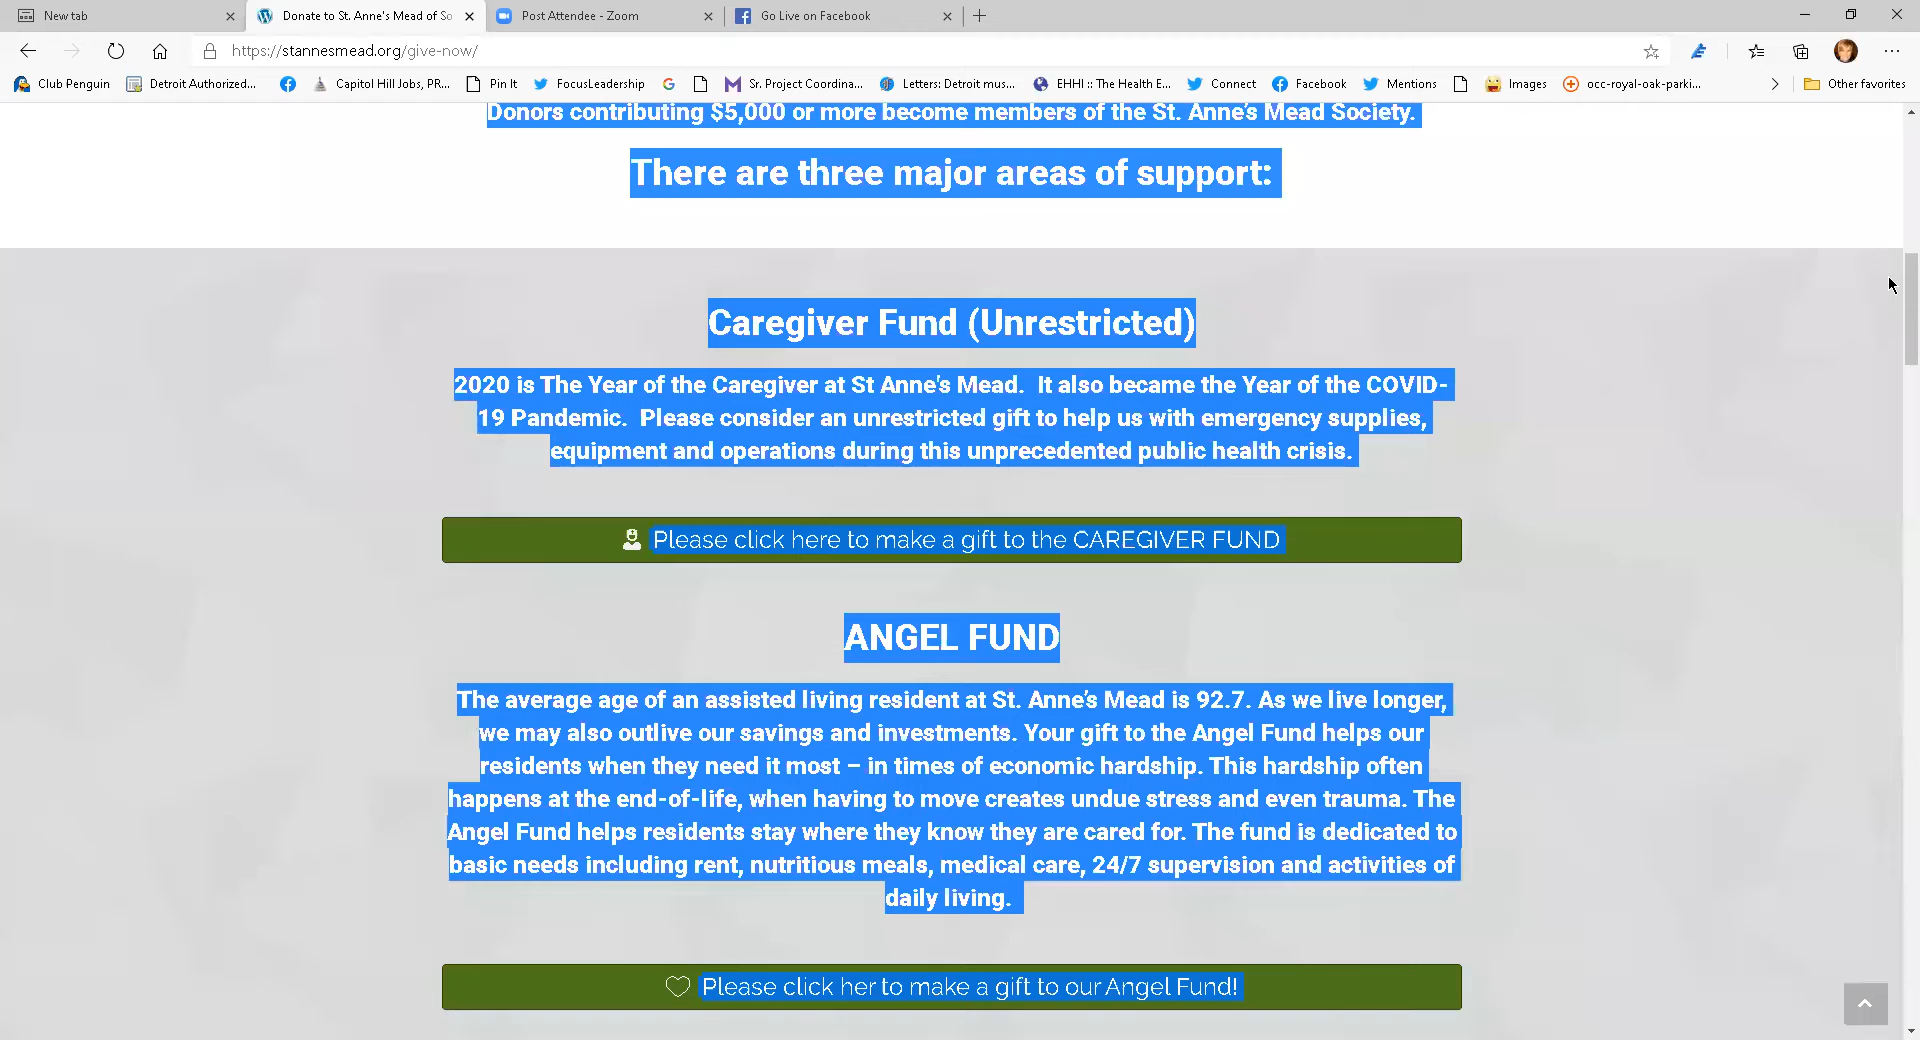 New tab
Donate to St. Anne's Mead of So
Post Attendee - Zoom
Go Live on Facebook
https://stannesmead.org/give-now/
Club Penguin
Detroit Authorized...
Capitol Hill Jobs, PR...
Pin It
FocusLeadership
Sr. Project Coordina...
Letters: Detroit mus...
EHHI :: The Health E...
Connect
Facebook
Mentions
Images
occ-royal-oak-parki...
Other favorites
Donors contributing $5,000 or more become members of the St. Anne’s Mead Society.
There are three major areas of support:
Caregiver Fund (Unrestricted)
2020 is The Year of the Caregiver at St Anne’s Mead.  It also became the Year of the COVID-
19 Pandemic.  Please consider an unrestricted gift to help us with emergency supplies,
equipment and operations during this unprecedented public health crisis.
Please click here to make a gift to the CAREGIVER FUND
ANGEL FUND
The average age of an assisted living resident at St. Anne’s Mead is 92.7. As we live longer,
we may also outlive our savings and investments. Your gift to the Angel Fund helps our
residents when they need it most – in times of economic hardship. This hardship often
happens at the end-of-life, when having to move creates undue stress and even trauma. The
Angel Fund helps residents stay where they know they are cared for. The fund is dedicated to
basic needs including rent, nutritious meals, medical care, 24/7 supervision and activities of
daily living.
Please click her to make a gift to our Angel Fund!